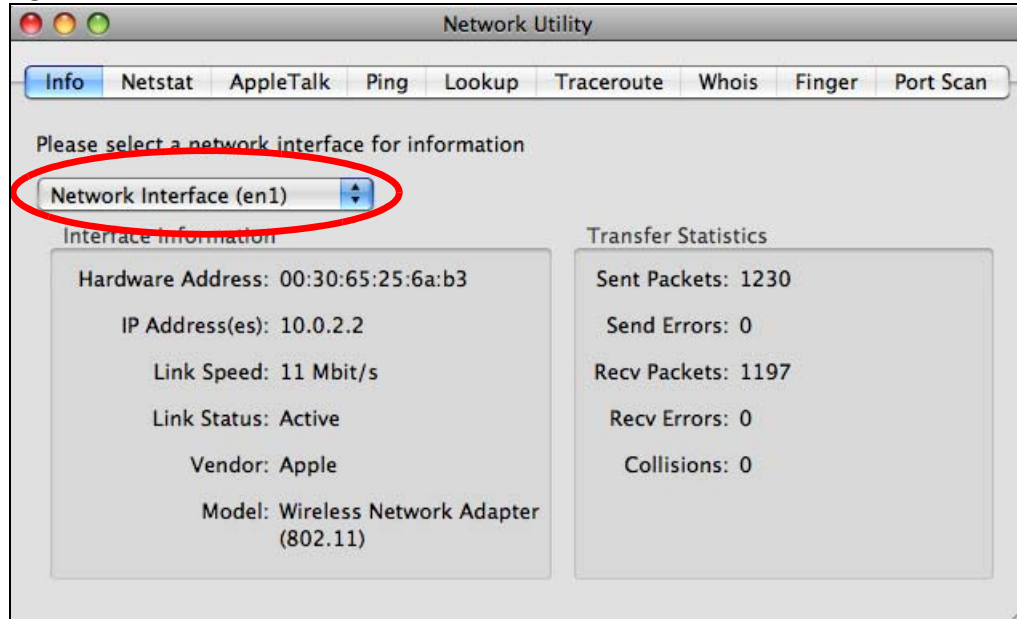 Network Utility
Info Netstat AppleTalk Ping Lookup Traceroute Whois Finger Port Scan
Please select a network interface for information
Network Interface (en1)
Interface Information
Hardware Address: 00:30:65:25:6a:b3
IP Address(es): 10.0.2.2
Link Speed: 11 Mbit/s
Link Status: Active
Vendor: Apple
Model: Wireless Network Adapter
(802.11)
Transfer Statistics
Sent Packets: 1230
Send Errors: 0
Recv Packets: 1197
Recv Errors: 0
Collisions: 0